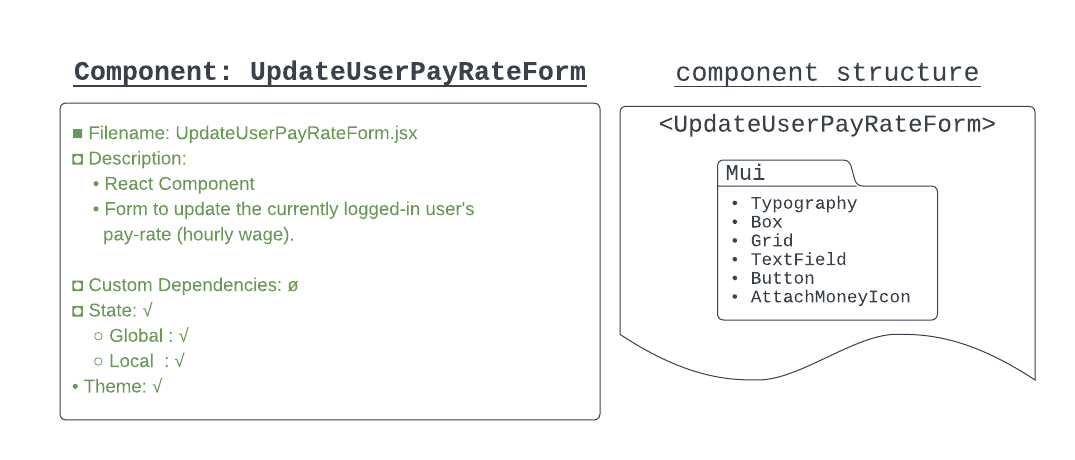 Component: UpdateUserPayRateForm
■ Filename: UpdateUserPayRateForm.jsx
◘ Description:
• React Component
• Form to update the currently logged-in user's
pay-rate (hourly wage).
◘ Custom Dependencies: ø
◘ State: √
○ Global : √
○ Local  : √
• Theme: √
component structure
<UpdateUserPayRateForm>
Mui
• Typography
• Box
• Grid
• TextField
• Button
• AttachMoneyIcon